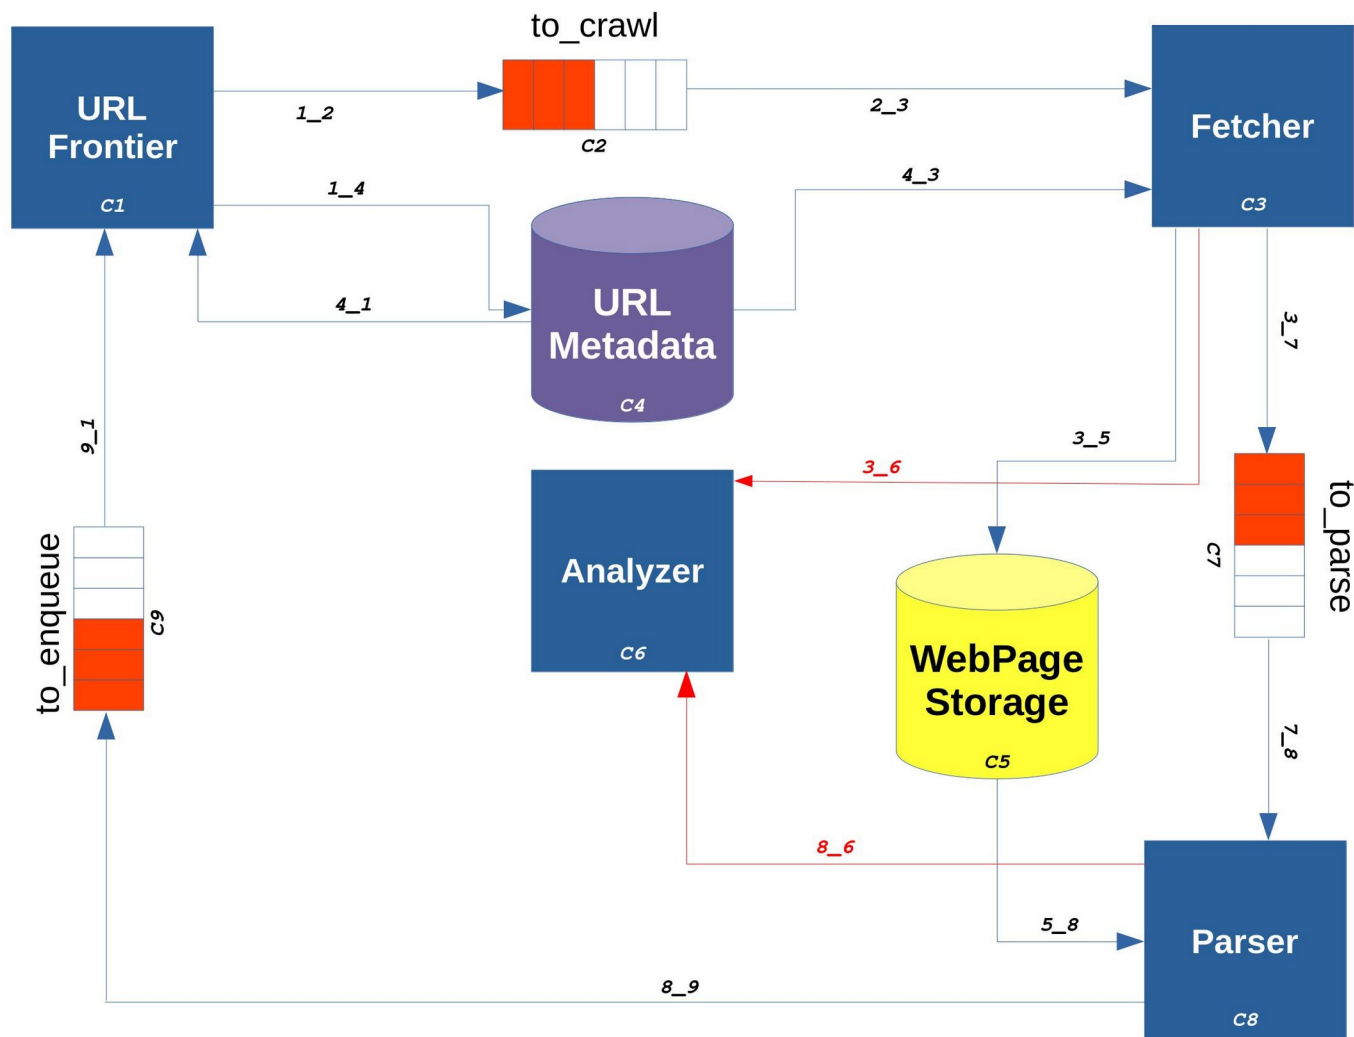 to_crawl
URL
Frontier
C1
1_2
C2
2_3
Fetcher
C3
1_4
4_3
URL
Metadata
C4
4_1
3_7
9_1
3_5
3_6
to_parse
C7
Analyzer
C6
to_enqueue
C9
WebPage
Storage
C5
7_8
8_6
5_8
Parser
C8
8_9